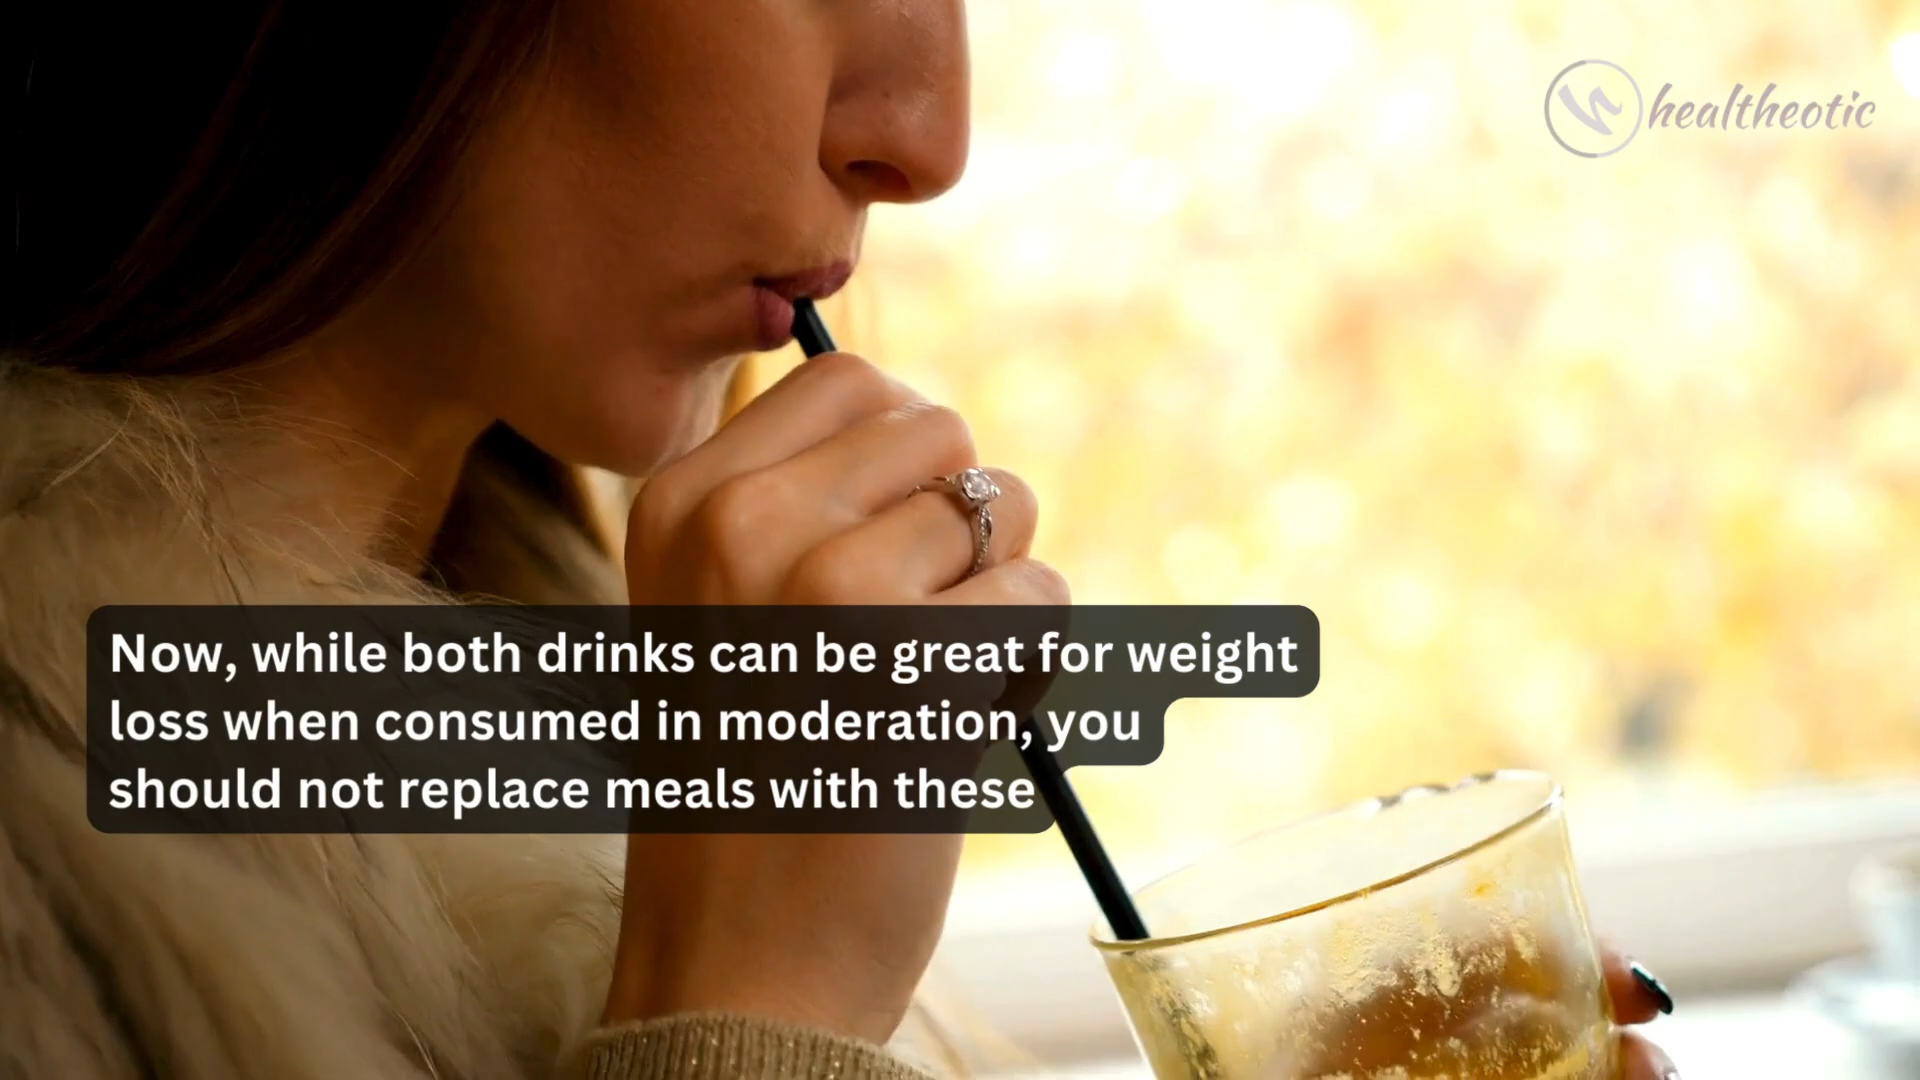 healtheotic
Now, while both drinks can be great for weight
loss when consumed in moderation, you
should not replace meals with these